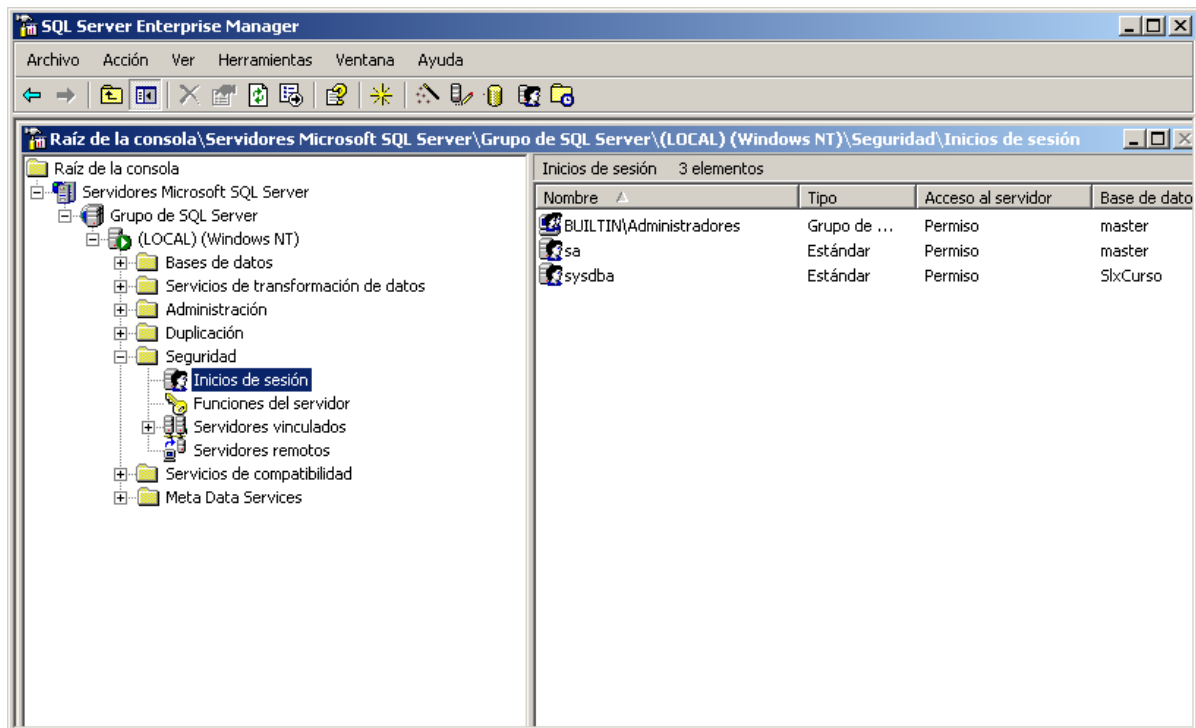 SQL Server Enterprise Manager
Archivo Acción Ver Herramientas Ventana Ayuda
Raíz de la consola\Servidores Microsoft SQL Server\Grupo de SQL Server\(LOCAL) (Windows NT)\Seguridad\Inicios de sesión
Raíz de la consola
Servidores Microsoft SQL Server
Grupo de SQL Server
(LOCAL) (Windows NT)
Bases de datos
Servicios de transformación de datos
Administración
Duplicación
Seguridad
Inicios de sesión
Funciones del servidor
Servidores vinculados
Servidores remotos
Servicios de compatibilidad
Meta Data Services
Inicios de sesión 3 elementos
Nombre Tipo Acceso al servidor Base de dato
BUILTIN\Administradores Grupo de ... Permiso master
sa Estándar Permiso master
sysdba Estándar Permiso SlxCurso